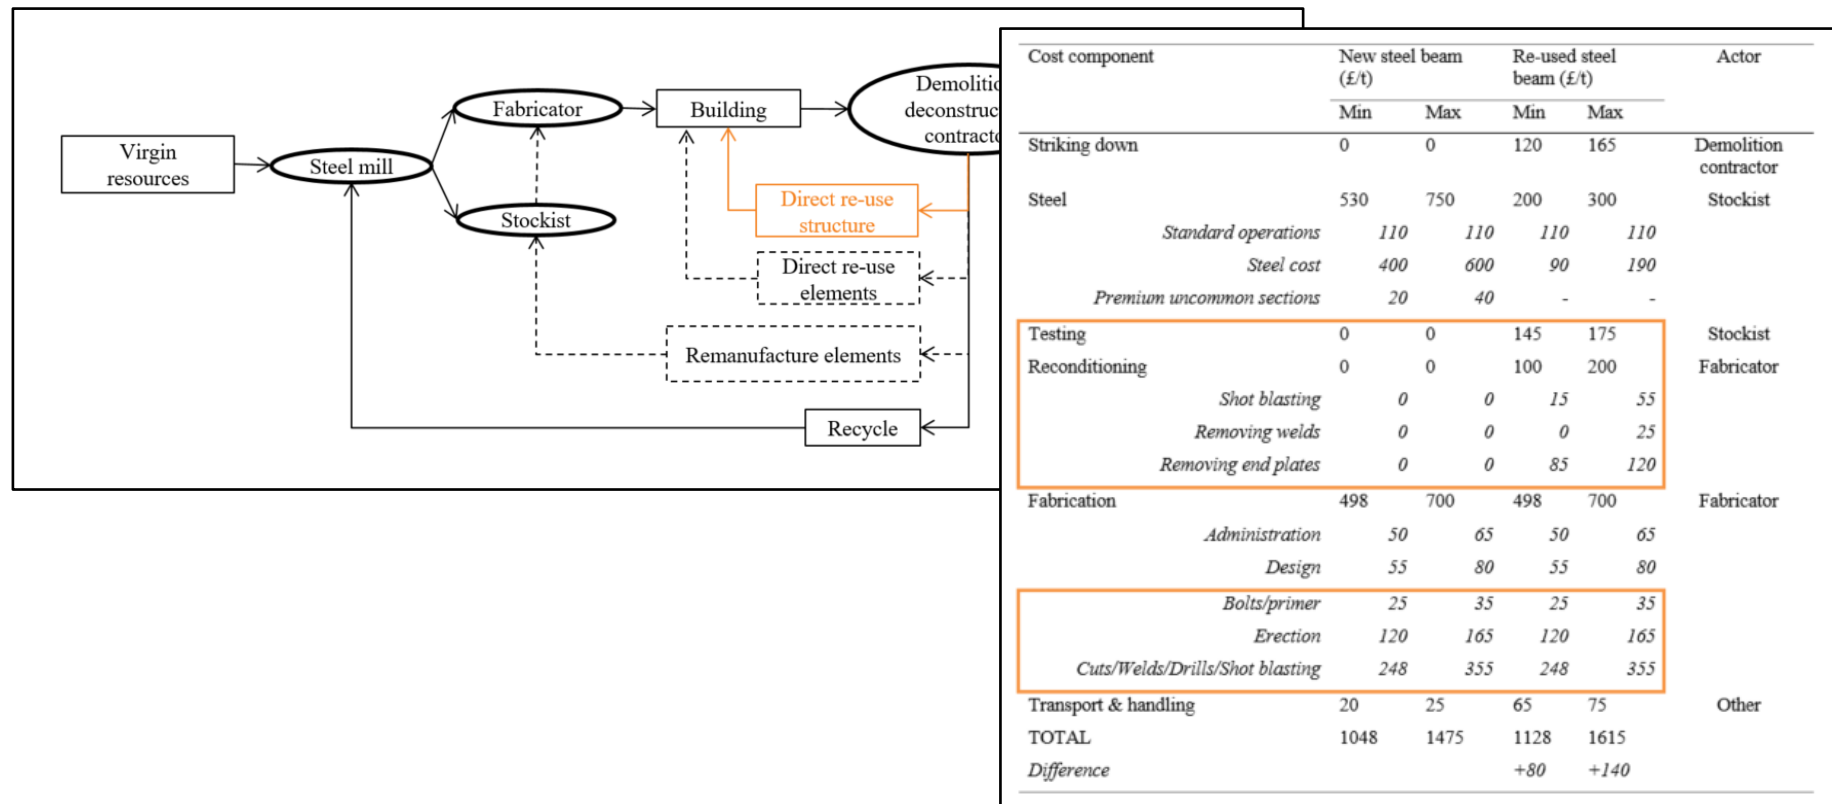 Virgin
resources
Steel mill
Fabricator
Stockist
Building
Demolitio
deconstruc
contracto
Direct re-use
structure
Direct re-use
elements
Remanufacture elements
Recycle
Cost component New steel beam Re-used steel Actor
(£/t) beam (£/t)
Min Max Min Max
Striking down 0 0 120 165 Demolition
contractor
Steel 530 750 200 300 Stockist
Standard operations 110 110 110 110
Steel cost 400 600 90 190
Premium uncommon sections 20 40 - -
Testing 0 0 145 175 Stockist
Reconditioning 0 0 100 200 Fabricator
Shot blasting 0 0 15 55
Removing welds 0 0 0 25
Removing end plates 0 0 85 120
Fabrication 498 700 498 700 Fabricator
Administration 50 65 50 65
Design 55 80 55 80
Bolts/primer 25 35 25 35
Erection 120 165 120 165
Cuts/Welds/Drills/Shot blasting 248 355 248 355
Transport & handling 20 25 65 75 Other
TOTAL 1048 1475 1128 1615
Difference +80 +140